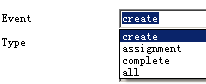 Event create
create
Type
assignment
complete
all